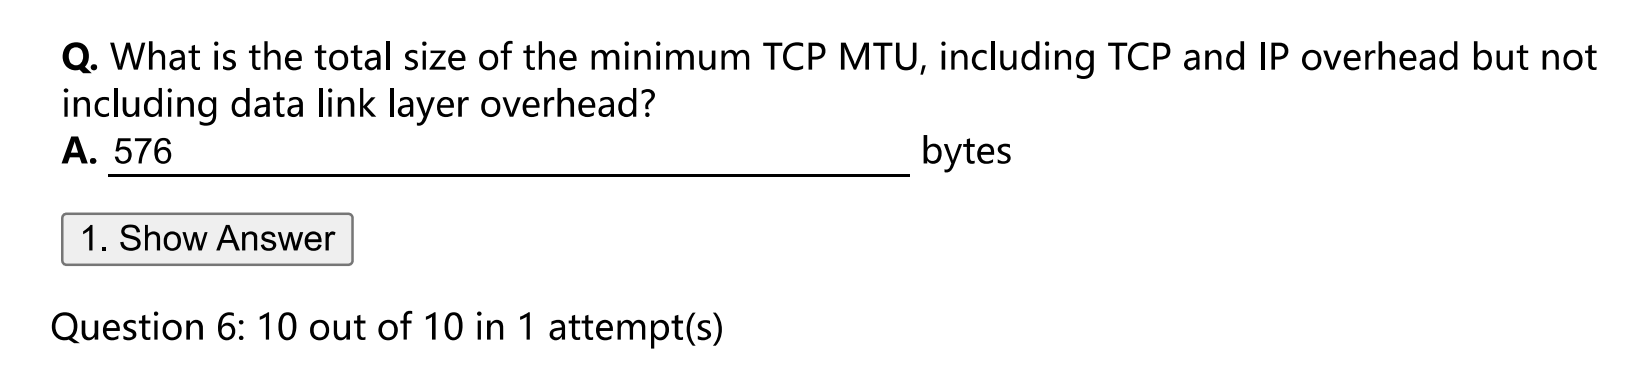 Q. What is the total size of the minimum TCP MTU, including TCP and IP overhead but not
including data link layer overhead?
A. 576 bytes
1. Show Answer
Question 6: 10 out of 10 in 1 attempt(s)